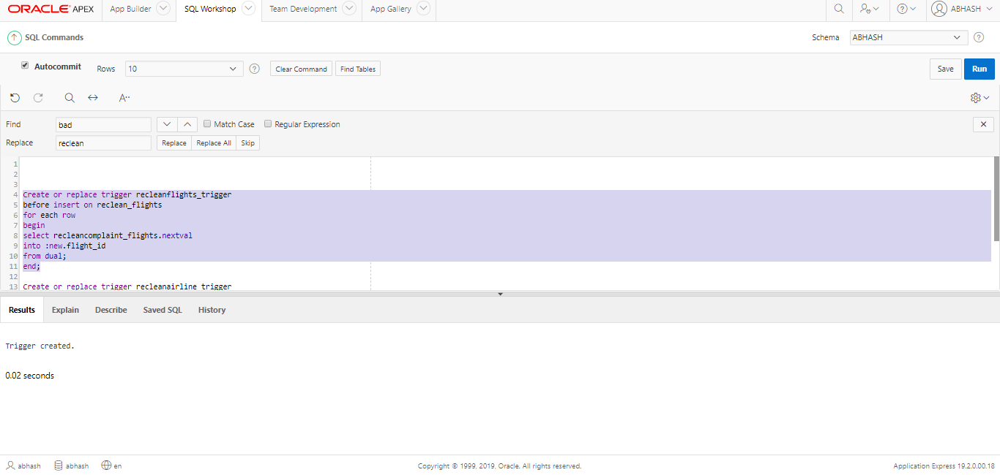 ORACLE APEX App Builder SQL Workshop Team Development App Gallery ABHASH
SQL Commands Schema ABHASH
Autocommit Rows 10 Clear Command Find Tables Save Run
A··
Find bad Match Case Regular Expression
Replace reclean Replace Replace All Skip
1
2
3
4 Create or replace trigger recleanflights_trigger
5 before insert on reclean_flights
6 for each row
7 begin
8 select recleancomplaint_flights.nextval
9 into :new.flight_id
10 from dual;
11 end;
12
13 Create or replace trigger recleanairline_trigger
Results Explain Describe Saved SQL History
Trigger created.
0.02 seconds
abhash abhash en Copyright © 1999, 2019, Oracle. All rights reserved. Application Express 19.2.0.00.18